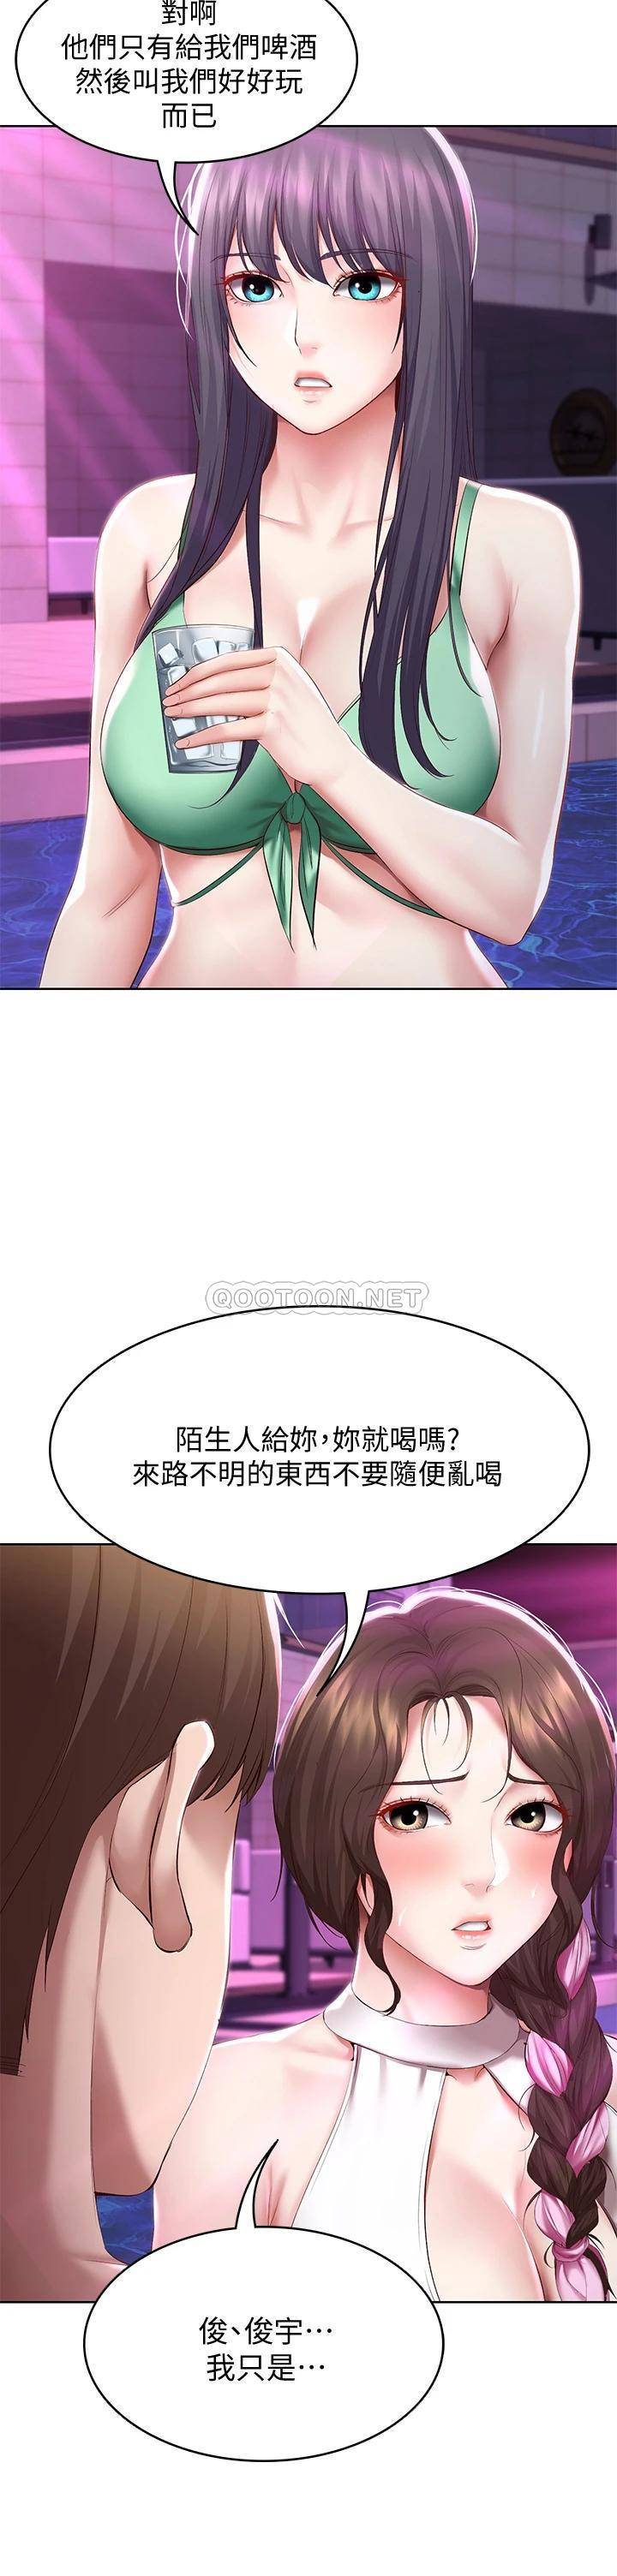 對啊
他們只有給我們啤酒
然後叫我們好好玩
而已
QOOTOON.NET
陌生人給妳，妳就喝嗎?
來路不明的東西不要隨便亂喝
俊、俊宇…
我只是…